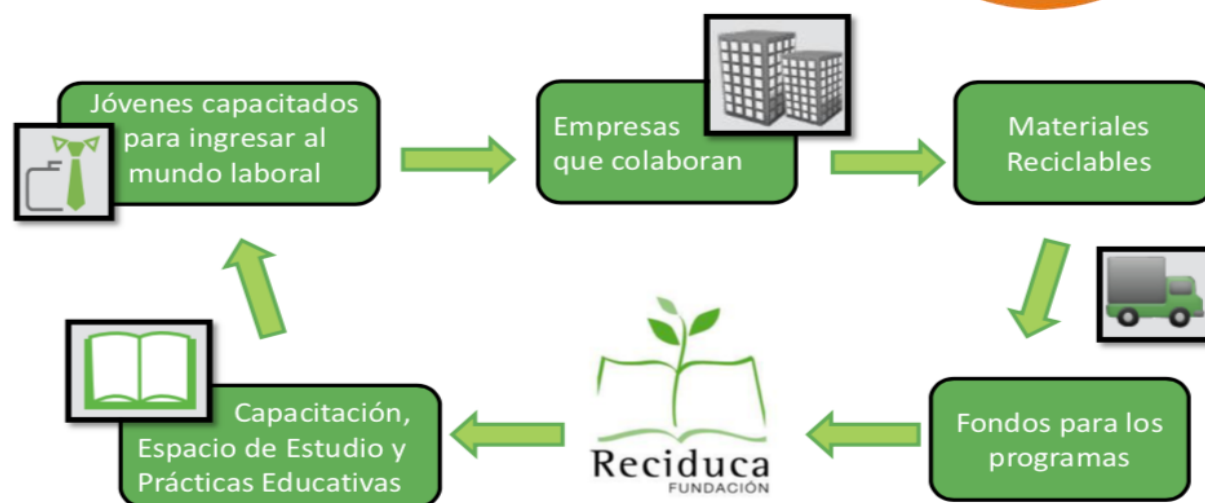 Jóvenes capacitados
para ingresar al
mundo laboral
Empresas
que colaboran
Materiales
Reciclables
Fondos para los
programas
Reciduca
FUNDACIÓN
Capacitación,
Espacio de Estudio y
Prácticas Educativas